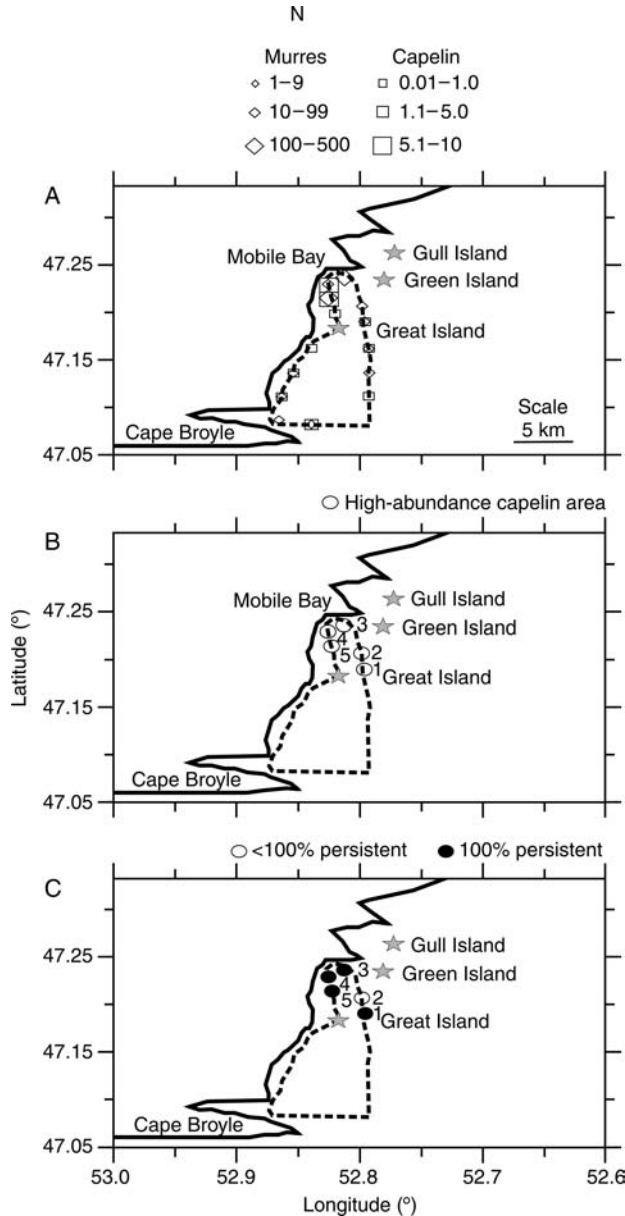 N
Murres Capelin
1–9 0.01–1.0
10–99 1.1–5.0
100–500 5.1–10
A
Mobile Bay
Gull Island
Green Island
Great Island
Cape Broyle
Scale
5 km
47.25
47.15
47.05
High-abundance capelin area
B
Mobile Bay
Gull Island
Green Island
Great Island
Cape Broyle
3
4
5 2
1
47.25
47.15
47.05
Latitude (°)
<100% persistent 100% persistent
C
Gull Island
Green Island
Great Island
Cape Broyle
3
4
5 2
1
47.25
47.15
47.05
53.0 52.9 52.8 52.7 52.6
Longitude (°)